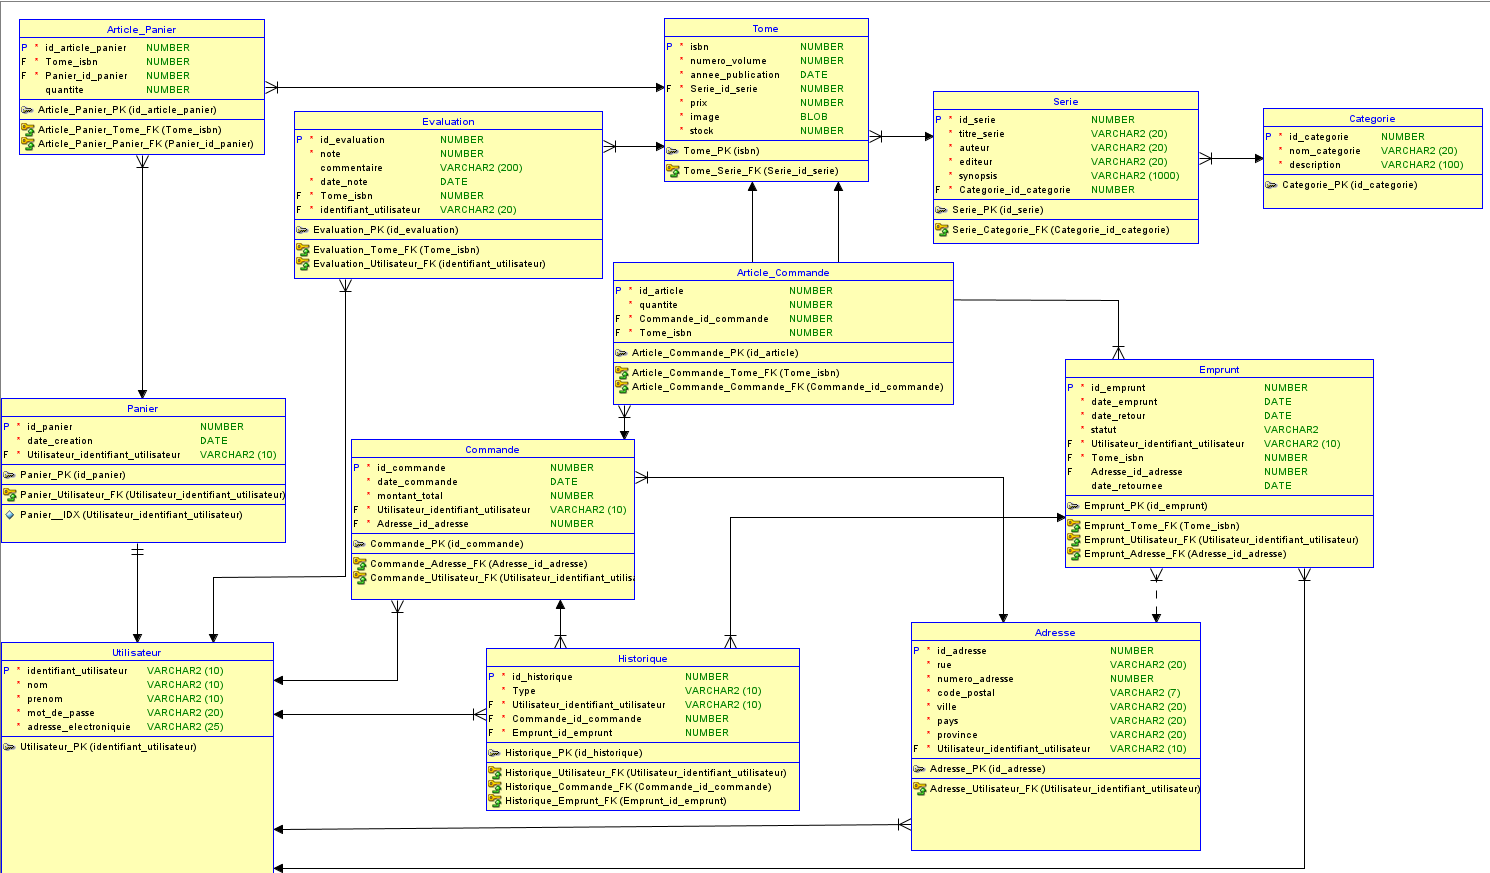 Article_Panier
P * id_article_panier NUMBER
F * Tome_isbn NUMBER
F * Panier_id_panier NUMBER
quantite NUMBER
Article_Panier_PK (id_article_panier)
Article_Panier_Tome_FK (Tome_isbn)
Article_Panier_Panier_FK (Panier_id_panier)
Tome
P * isbn NUMBER
* numero_volume NUMBER
* annee_publication DATE
F * Serie_id_serie NUMBER
* prix NUMBER
* image BLOB
* stock NUMBER
Tome_PK (isbn)
Tome_Serie_FK (Serie_id_serie)
Serie
P * id_serie NUMBER
* titre_serie VARCHAR2 (20)
* auteur VARCHAR2 (20)
* editeur VARCHAR2 (20)
* synopsis VARCHAR2 (1000)
F * Categorie_id_categorie NUMBER
Serie_PK (id_serie)
Serie_Categorie_FK (Categorie_id_categorie)
Categorie
P * id_categorie NUMBER
* nom_categorie VARCHAR2 (20)
* description VARCHAR2 (100)
Categorie_PK (id_categorie)
Evaluation
P * id_evaluation NUMBER
* note NUMBER
commentaire VARCHAR2 (200)
* date_note DATE
F * Tome_isbn NUMBER
F * identifiant_utilisateur VARCHAR2 (20)
Evaluation_PK (id_evaluation)
Evaluation_Tome_FK (Tome_isbn)
Evaluation_Utilisateur_FK (identifiant_utilisateur)
Article_Commande
P * id_article NUMBER
* quantite NUMBER
F * Commande_id_commande NUMBER
F * Tome_isbn NUMBER
Article_Commande_PK (id_article)
Article_Commande_Tome_FK (Tome_isbn)
Article_Commande_Commande_FK (Commande_id_commande)
Emprunt
P * id_emprunt NUMBER
* date_emprunt DATE
* date_retour DATE
* statut VARCHAR2
F * Utilisateur_identifiant_utilisateur VARCHAR2 (10)
F * Tome_isbn NUMBER
F Adresse_id_adresse NUMBER
date_retournee DATE
Emprunt_PK (id_emprunt)
Emprunt_Tome_FK (Tome_isbn)
Emprunt_Utilisateur_FK (Utilisateur_identifiant_utilisateur)
Emprunt_Adresse_FK (Adresse_id_adresse)
Panier
P * id_panier NUMBER
* date_creation DATE
F * Utilisateur_identifiant_utilisateur VARCHAR2 (10)
Panier_PK (id_panier)
Panier_Utilisateur_FK (Utilisateur_identifiant_utilisateur)
Panier__IDX (Utilisateur_identifiant_utilisateur)
Commande
P * id_commande NUMBER
* date_commande DATE
* montant_total NUMBER
F * Utilisateur_identifiant_utilisateur VARCHAR2 (10)
F * Adresse_id_adresse NUMBER
Commande_PK (id_commande)
Commande_Adresse_FK (Adresse_id_adresse)
Commande_Utilisateur_FK (Utilisateur_identifiant_utilis
Utilisateur
P * identifiant_utilisateur VARCHAR2 (10)
* nom VARCHAR2 (10)
* prenom VARCHAR2 (10)
* mot_de_passe VARCHAR2 (20)
* adresse_electroniquie VARCHAR2 (25)
Utilisateur_PK (identifiant_utilisateur)
Historique
P * id_historique NUMBER
* Type VARCHAR2 (10)
F * Utilisateur_identifiant_utilisateur VARCHAR2 (10)
F * Commande_id_commande NUMBER
F * Emprunt_id_emprunt NUMBER
Historique_PK (id_historique)
Historique_Utilisateur_FK (Utilisateur_identifiant_utilisateur)
Historique_Commande_FK (Commande_id_commande)
Historique_Emprunt_FK (Emprunt_id_emprunt)
Adresse
P * id_adresse NUMBER
* rue VARCHAR2 (20)
* numero_adresse NUMBER
* code_postal VARCHAR2 (7)
* ville VARCHAR2 (20)
* pays VARCHAR2 (20)
* province VARCHAR2 (20)
F * Utilisateur_identifiant_utilisateur VARCHAR2 (10)
Adresse_PK (id_adresse)
Adresse_Utilisateur_FK (Utilisateur_identifiant_utilisateur)